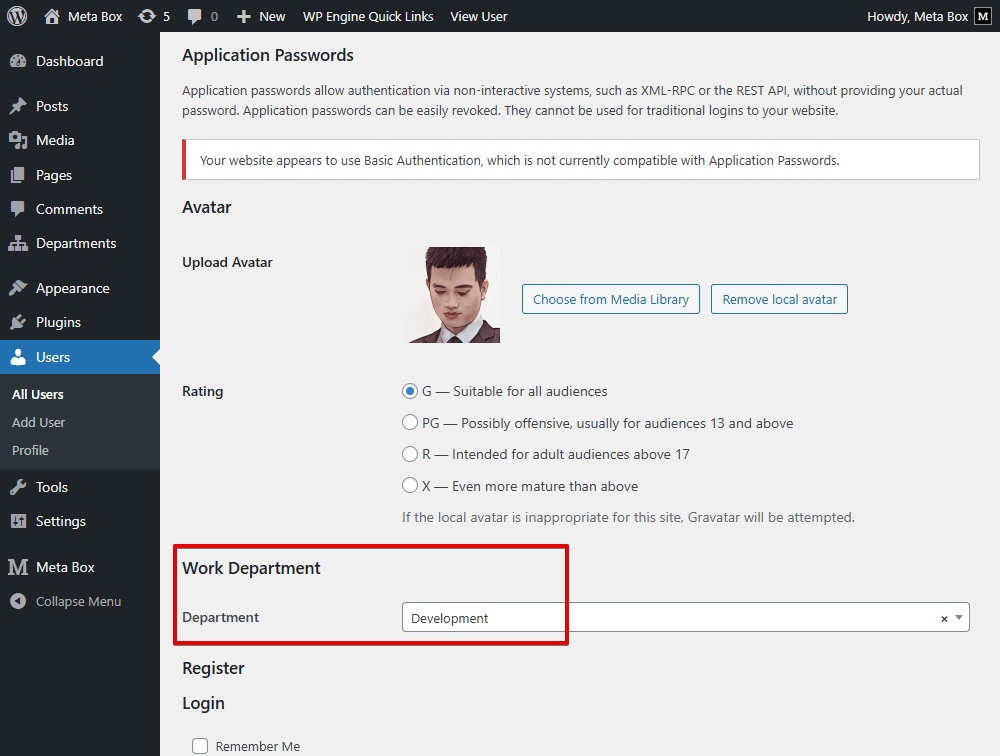 Meta Box
5
0
New
WP Engine Quick Links
View User
Howdy, Meta Box
M
Dashboard
Posts
Media
Pages
Comments
Departments
Appearance
Plugins
Users
All Users
Add User
Profile
Tools
Settings
M Meta Box
Collapse Menu
Application Passwords
Application passwords allow authentication via non-interactive systems, such as XML-RPC or the REST API, without providing your actual
password. Application passwords can be easily revoked. They cannot be used for traditional logins to your website.
Your website appears to use Basic Authentication, which is not currently compatible with Application Passwords.
Avatar
Upload Avatar
Choose from Media Library
Remove local avatar
Rating
G — Suitable for all audiences
PG — Possibly offensive, usually for audiences 13 and above
R — Intended for adult audiences above 17
X — Even more mature than above
If the local avatar is inappropriate for this site, Gravatar will be attempted.
Work Department
Department
Development
×
Register
Login
Remember Me